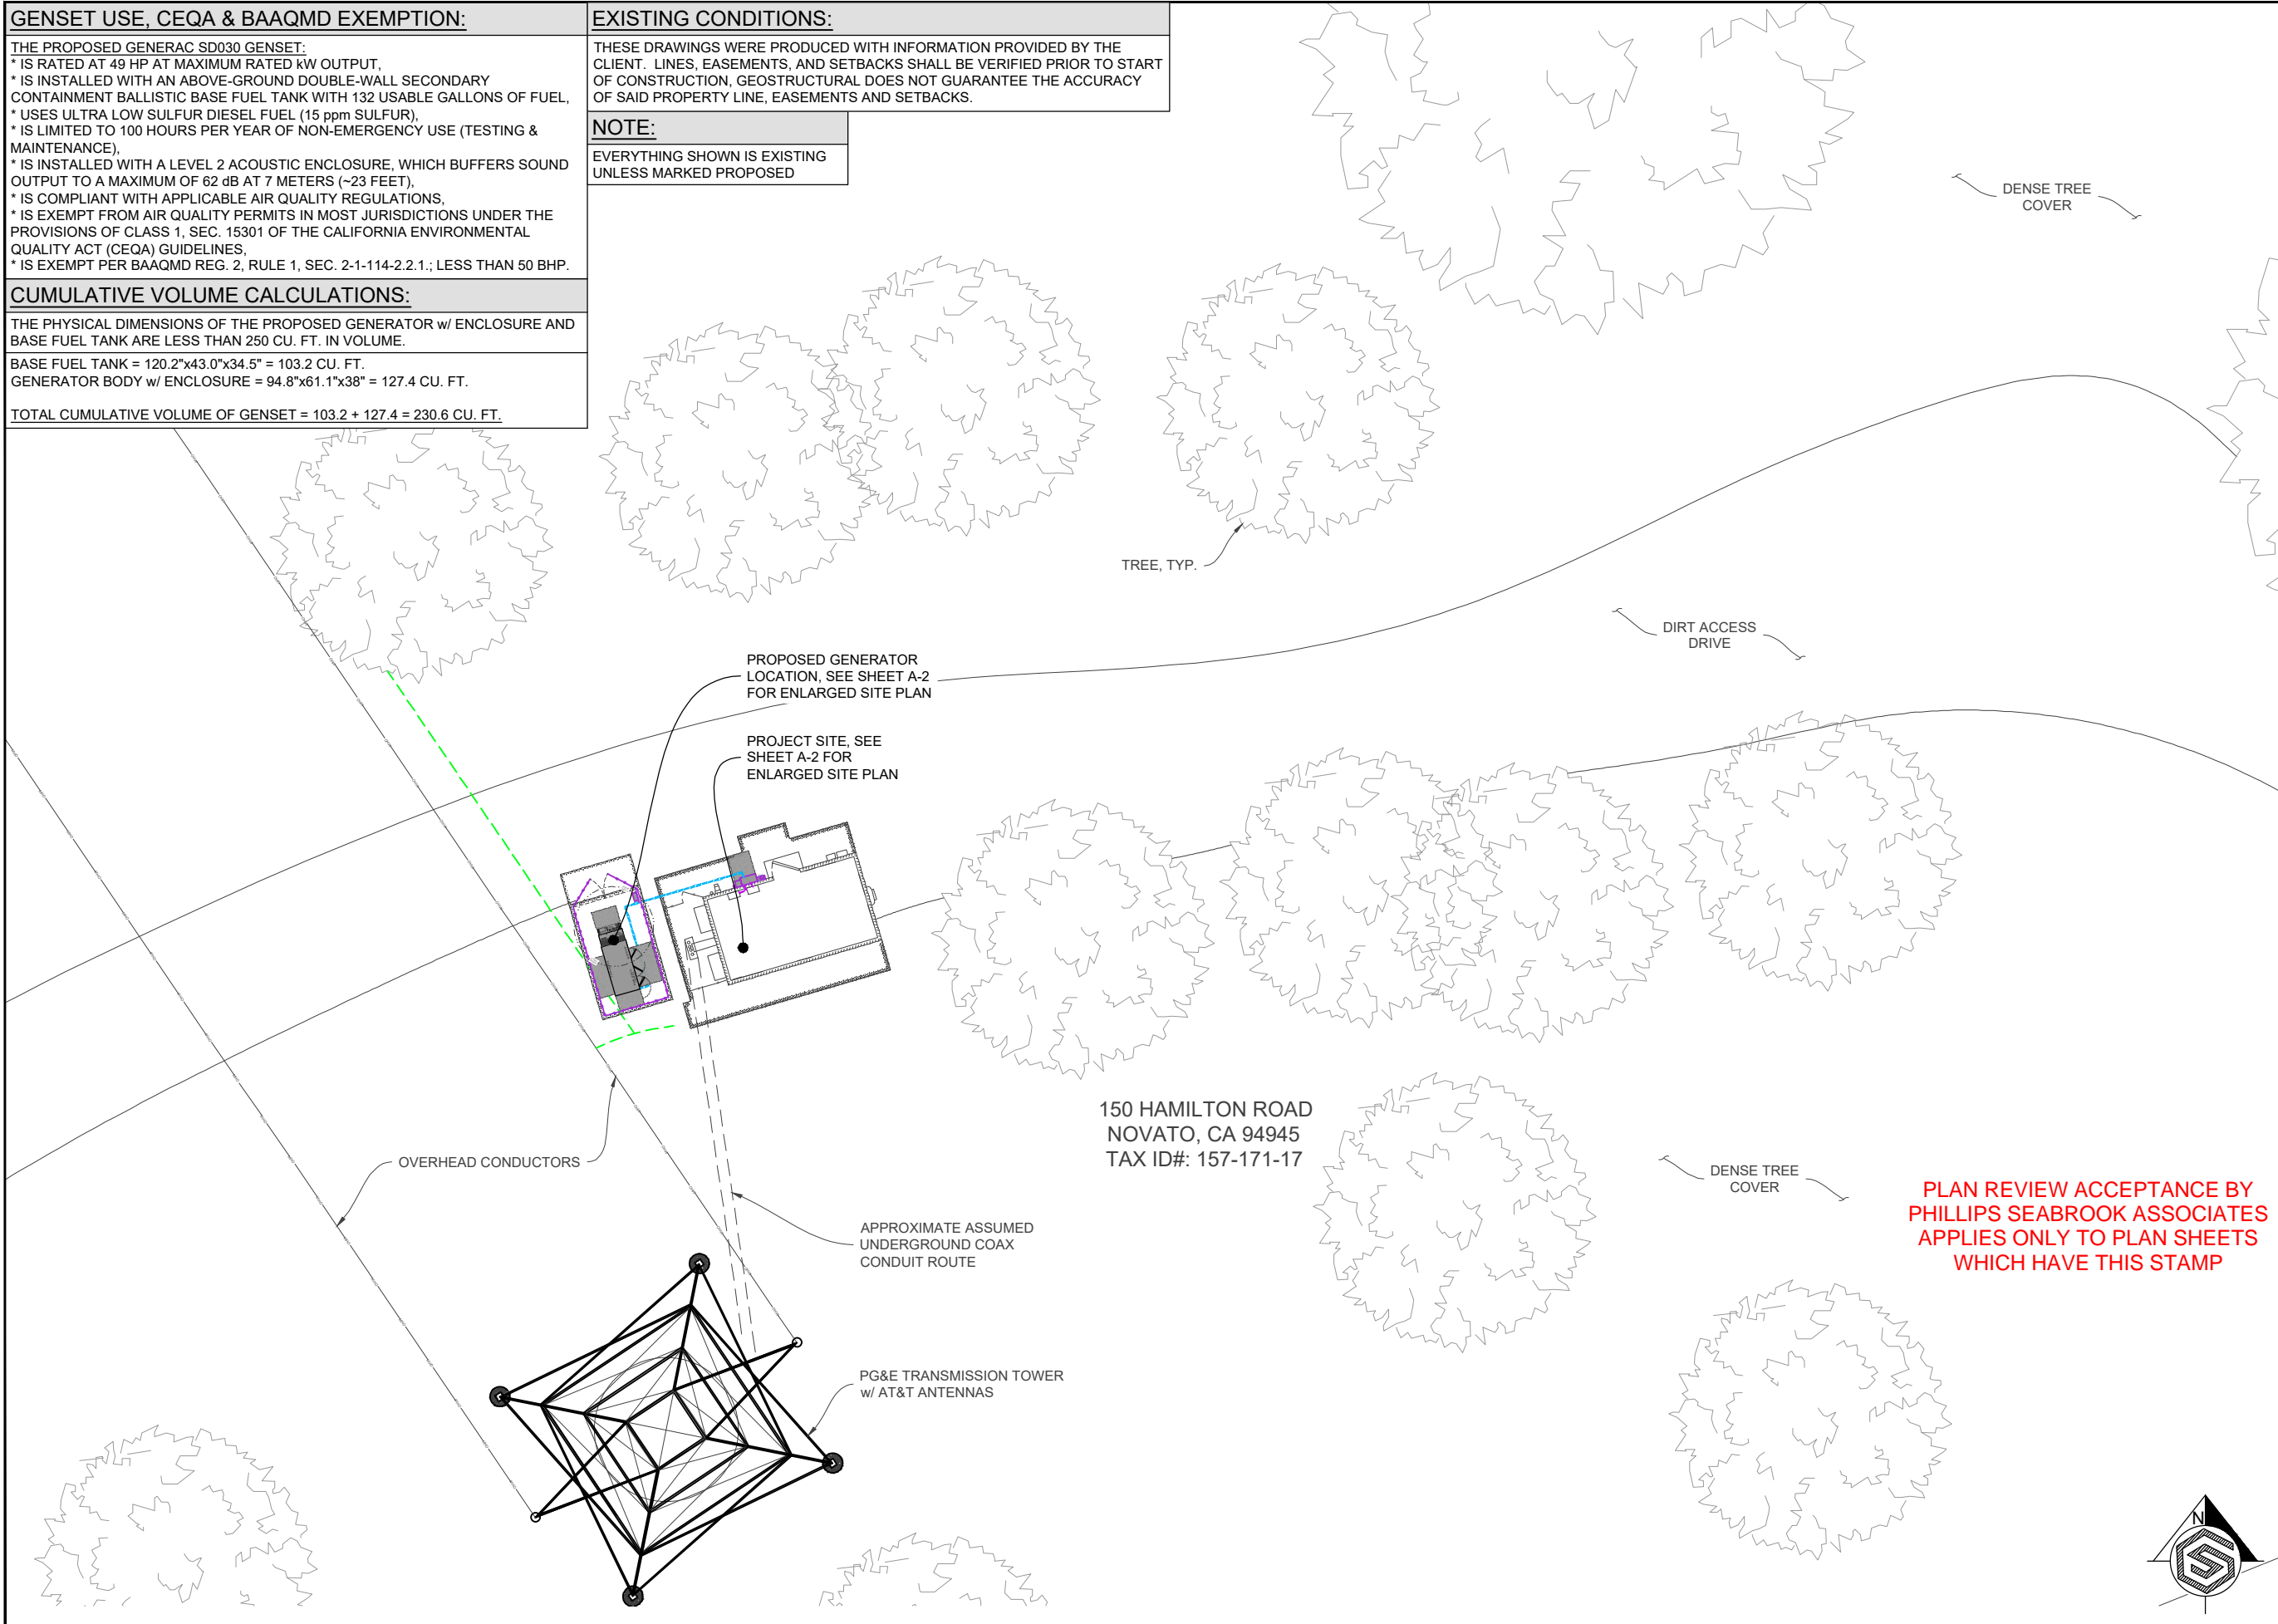 GENSET USE, CEQA & BAAQMD EXEMPTION:
THE PROPOSED GENERAC SD030 GENSET:
* IS RATED AT 49 HP AT MAXIMUM RATED kW OUTPUT,
* IS INSTALLED WITH AN ABOVE-GROUND DOUBLE-WALL SECONDARY
CONTAINMENT BALLISTIC BASE FUEL TANK WITH 132 USABLE GALLONS OF FUEL,
* USES ULTRA LOW SULFUR DIESEL FUEL (15 ppm SULFUR),
* IS LIMITED TO 100 HOURS PER YEAR OF NON-EMERGENCY USE (TESTING &
MAINTENANCE),
* IS INSTALLED WITH A LEVEL 2 ACOUSTIC ENCLOSURE, WHICH BUFFERS SOUND
OUTPUT TO A MAXIMUM OF 62 dB AT 7 METERS (~23 FEET),
* IS COMPLIANT WITH APPLICABLE AIR QUALITY REGULATIONS,
* IS EXEMPT FROM AIR QUALITY PERMITS IN MOST JURISDICTIONS UNDER THE
PROVISIONS OF CLASS 1, SEC. 15301 OF THE CALIFORNIA ENVIRONMENTAL
QUALITY ACT (CEQA) GUIDELINES,
* IS EXEMPT PER BAAQMD REG. 2, RULE 1, SEC. 2-1-114-2.2.1.; LESS THAN 50 BHP.
CUMULATIVE VOLUME CALCULATIONS:
THE PHYSICAL DIMENSIONS OF THE PROPOSED GENERATOR w/ ENCLOSURE AND
BASE FUEL TANK ARE LESS THAN 250 CU. FT. IN VOLUME.
BASE FUEL TANK = 120.2"x43.0"x34.5" = 103.2 CU. FT.
GENERATOR BODY w/ ENCLOSURE = 94.8"x61.1"x38" = 127.4 CU. FT.
TOTAL CUMULATIVE VOLUME OF GENSET = 103.2 + 127.4 = 230.6 CU. FT.
EXISTING CONDITIONS:
THESE DRAWINGS WERE PRODUCED WITH INFORMATION PROVIDED BY THE
CLIENT. LINES, EASEMENTS, AND SETBACKS SHALL BE VERIFIED PRIOR TO START
OF CONSTRUCTION, GEOSTRUCTURAL DOES NOT GUARANTEE THE ACCURACY
OF SAID PROPERTY LINE, EASEMENTS AND SETBACKS.
NOTE:
EVERYTHING SHOWN IS EXISTING
UNLESS MARKED PROPOSED
DENSE TREE
COVER
TREE, TYP.
DIRT ACCESS
DRIVE
PROPOSED GENERATOR
LOCATION, SEE SHEET A-2
FOR ENLARGED SITE PLAN
PROJECT SITE, SEE
SHEET A-2 FOR
ENLARGED SITE PLAN
150 HAMILTON ROAD
NOVATO, CA 94945
TAX ID#: 157-171-17
OVERHEAD CONDUCTORS
DENSE TREE
COVER
PLAN REVIEW ACCEPTANCE BY
PHILLIPS SEABROOK ASSOCIATES
APPLIES ONLY TO PLAN SHEETS
WHICH HAVE THIS STAMP
APPROXIMATE ASSUMED
UNDERGROUND COAX
CONDUIT ROUTE
PG&E TRANSMISSION TOWER
w/ AT&T ANTENNAS
N